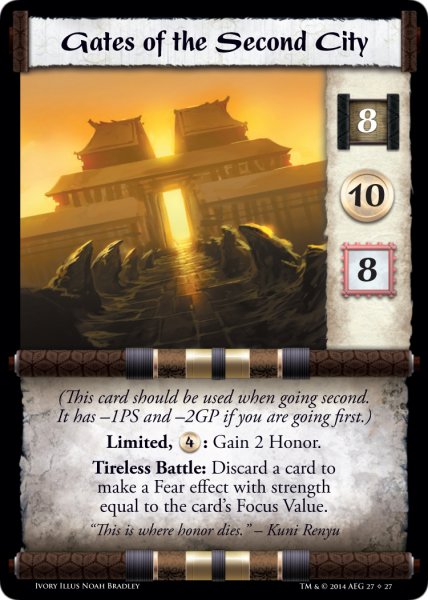 Gates of the Second City
8
10
8
(This card should be used when going second.
It has –1PS and –2GP if you are going first.)
Limited, 4: Gain 2 Honor.
Tireless Battle: Discard a card to
make a Fear effect with strength
equal to the card's Focus Value.
"This is where honor dies." – Kuni Renyu
Ivory Illus Noah Bradley
TM & © 2014 AEG 27 ⋄ 27